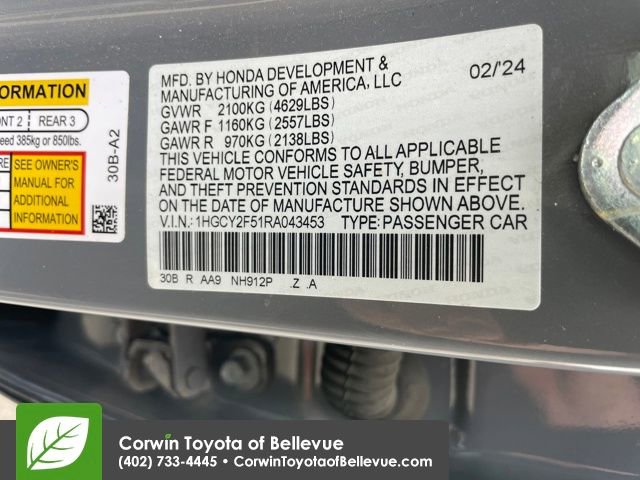 ORMATION
ONT 2 REAR 3
eed 385kg or 850lbs.
RE
SEE OWNER'S
MANUAL FOR
ADDITIONAL
INFORMATION
30B-A2
MFD. BY HONDA DEVELOPMENT & 02/'24
MANUFACTURING OF AMERICA, LLC
GVWR 2100KG (4629LBS)
GAWR F 1160KG (2557LBS)
GAWR R 970KG (2138LBS)
THIS VEHICLE CONFORMS TO ALL APPLICABLE
FEDERAL MOTOR VEHICLE SAFETY, BUMPER,
AND THEFT PREVENTION STANDARDS IN EFFECT
ON THE DATE OF MANUFACTURE SHOWN ABOVE.
V.I.N.: 1HGCY2F51RA043453 TYPE: PASSENGER CAR
30B R AA9 NH912P Z .A
Corwin Toyota of Bellevue
(402) 733-4445 • CorwinToyotaofBellevue.com